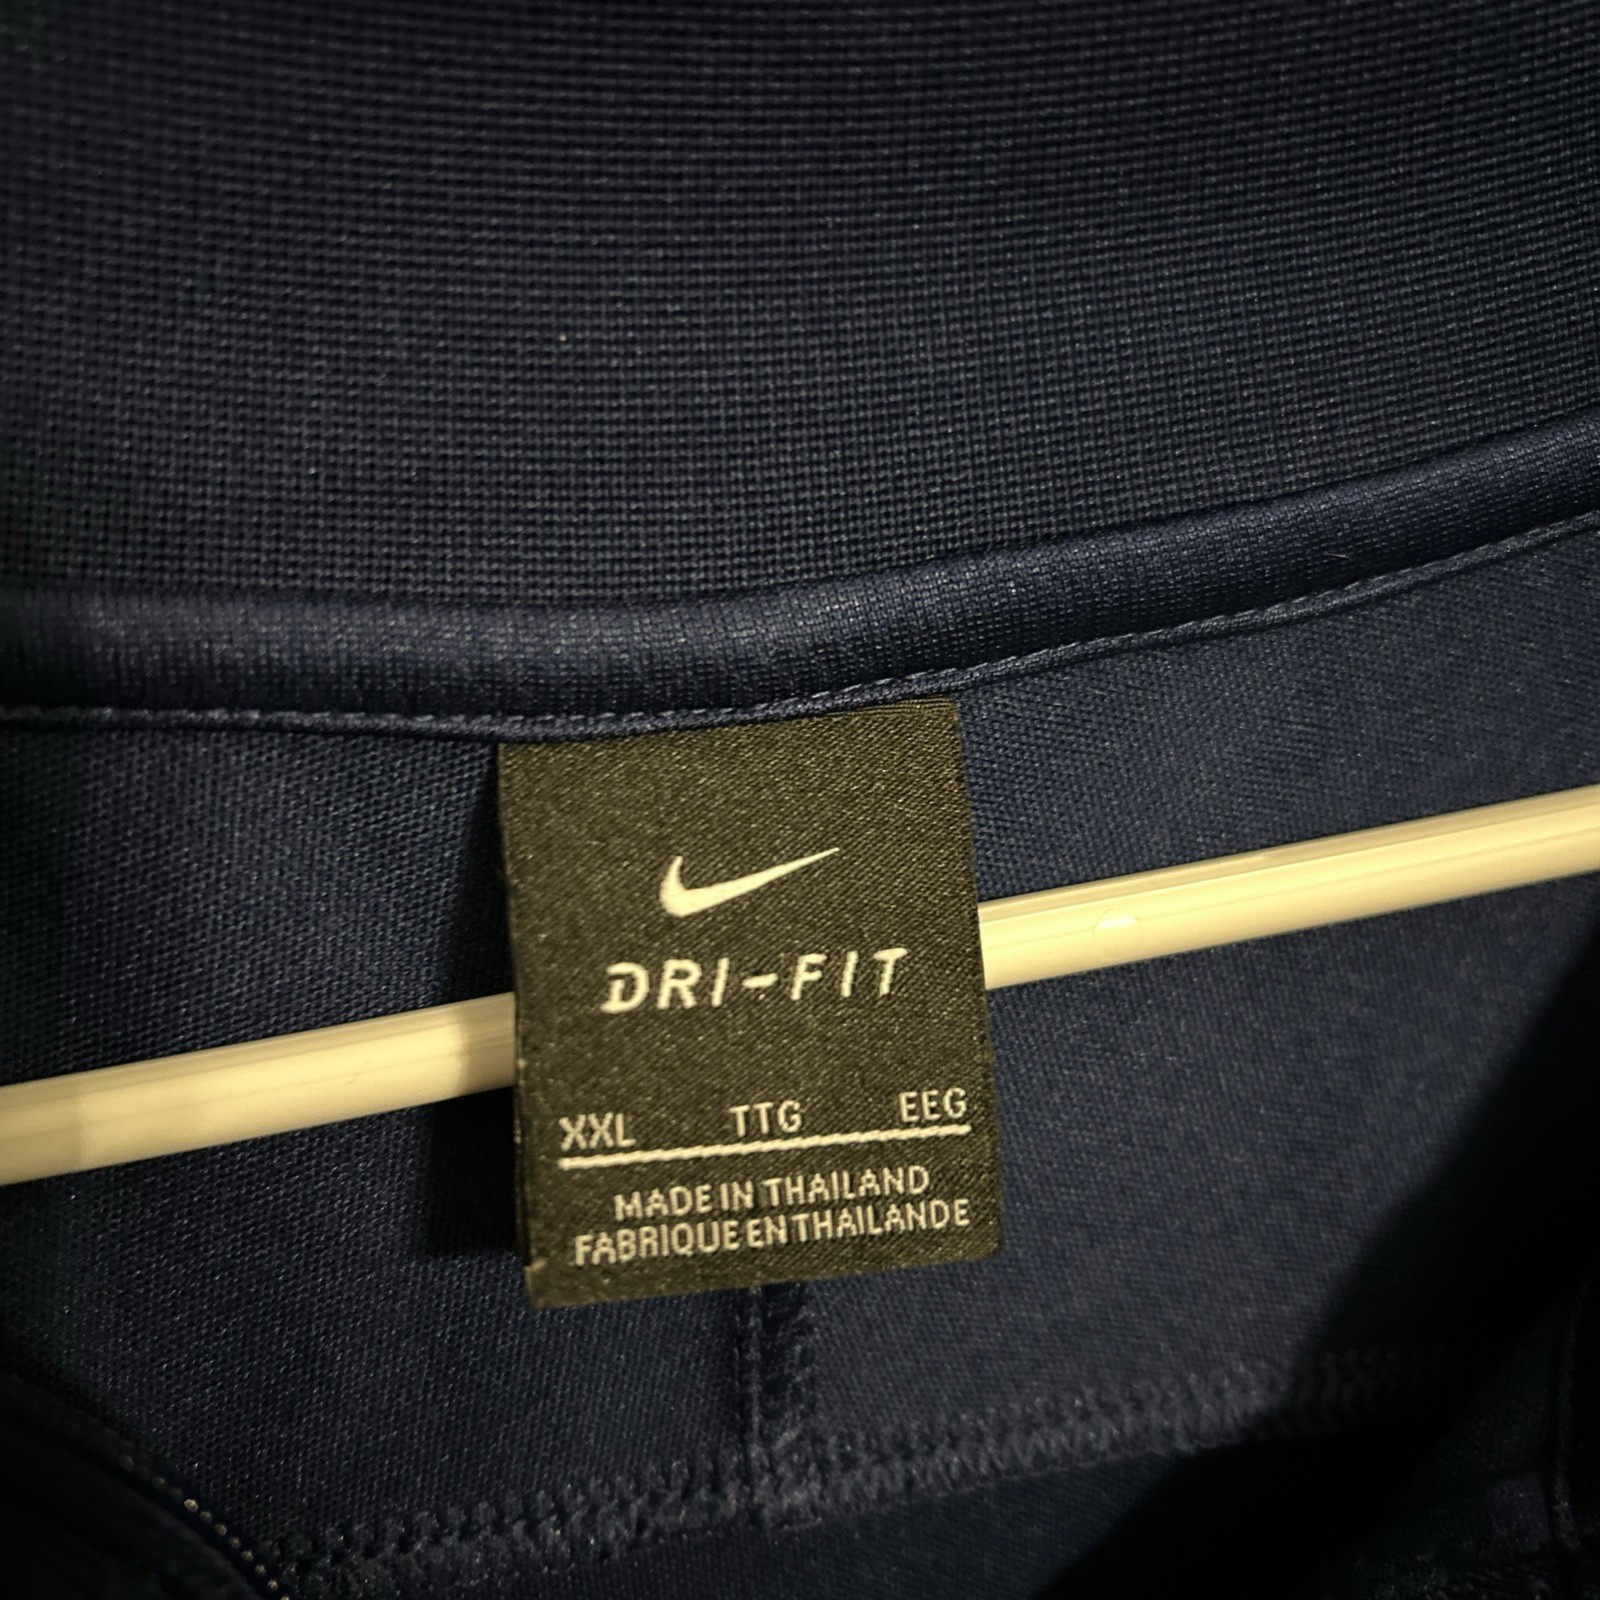 DRI-FIT
XXL TTG EEG
MADE IN THAILAND
FABRIQUE EN THAILANDE